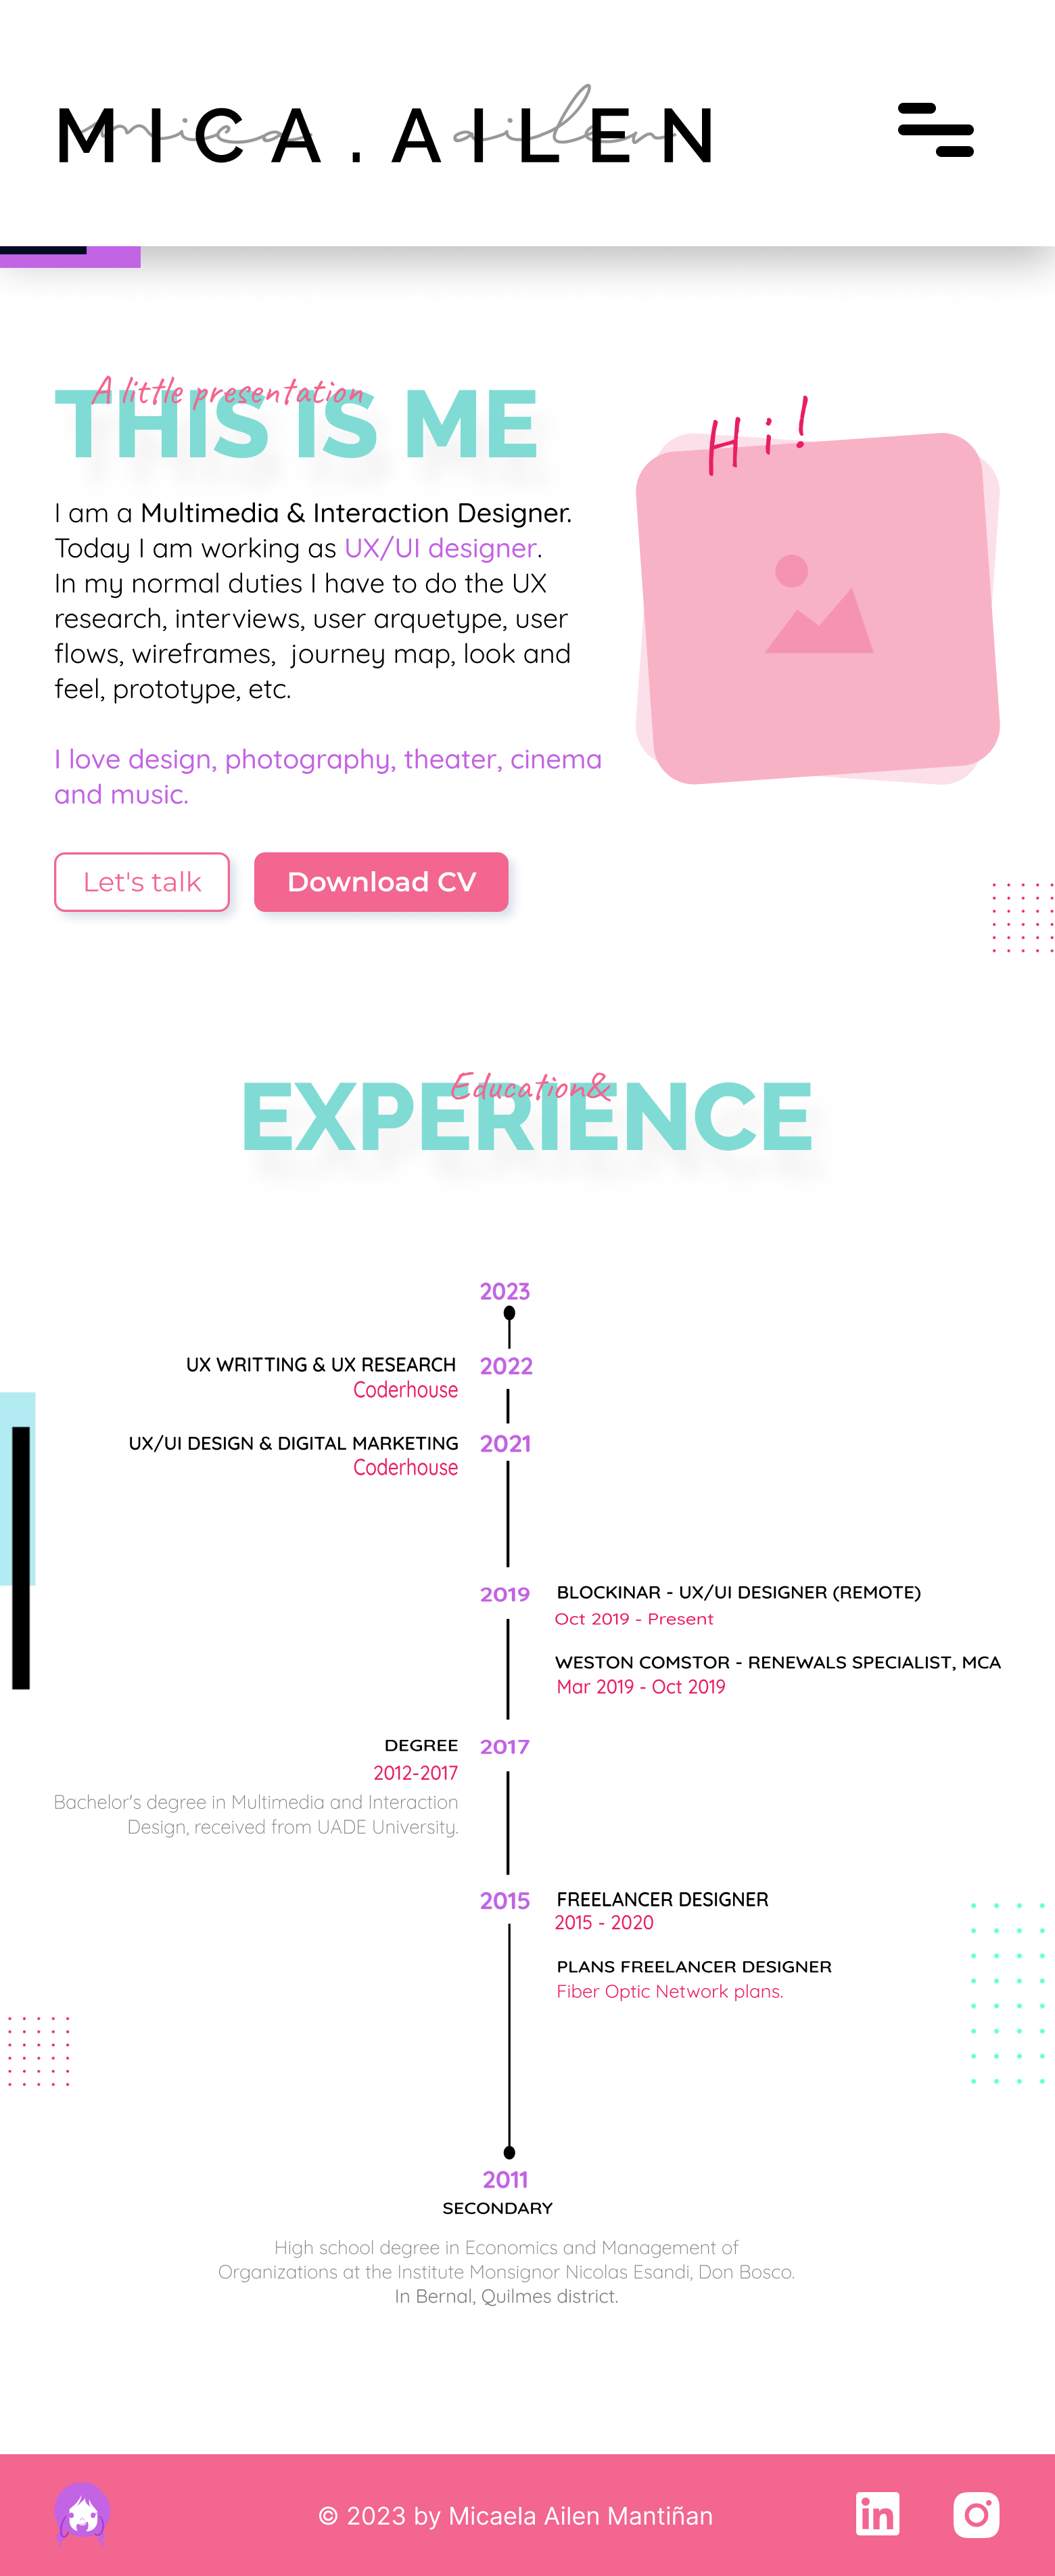 MICA.AILEN
mica ailen
A little presentation
THIS IS ME
Hi!
I am a Multimedia & Interaction Designer.
Today I am working as UX/UI designer.
In my normal duties I have to do the UX
research, interviews, user arquetype, user
flows, wireframes, journey map, look and
feel, prototype, etc.
I love design, photography, theater, cinema
and music.
Let's talk
Download CV
Education&
EXPERIENCE
2023
UX WRITTING & UX RESEARCH
2022
Coderhouse
UX/UI DESIGN & DIGITAL MARKETING
2021
Coderhouse
2019
BLOCKINAR - UX/UI DESIGNER (REMOTE)
Oct 2019 - Present
WESTON COMSTOR - RENEWALS SPECIALIST, MCA
Mar 2019 - Oct 2019
DEGREE
2017
2012-2017
Bachelor's degree in Multimedia and Interaction
Design, received from UADE University.
2015
FREELANCER DESIGNER
2015 - 2020
PLANS FREELANCER DESIGNER
Fiber Optic Network plans.
2011
SECONDARY
High school degree in Economics and Management of
Organizations at the Institute Monsignor Nicolas Esandi, Don Bosco.
In Bernal, Quilmes district.
© 2023 by Micaela Ailen Mantiñan
in